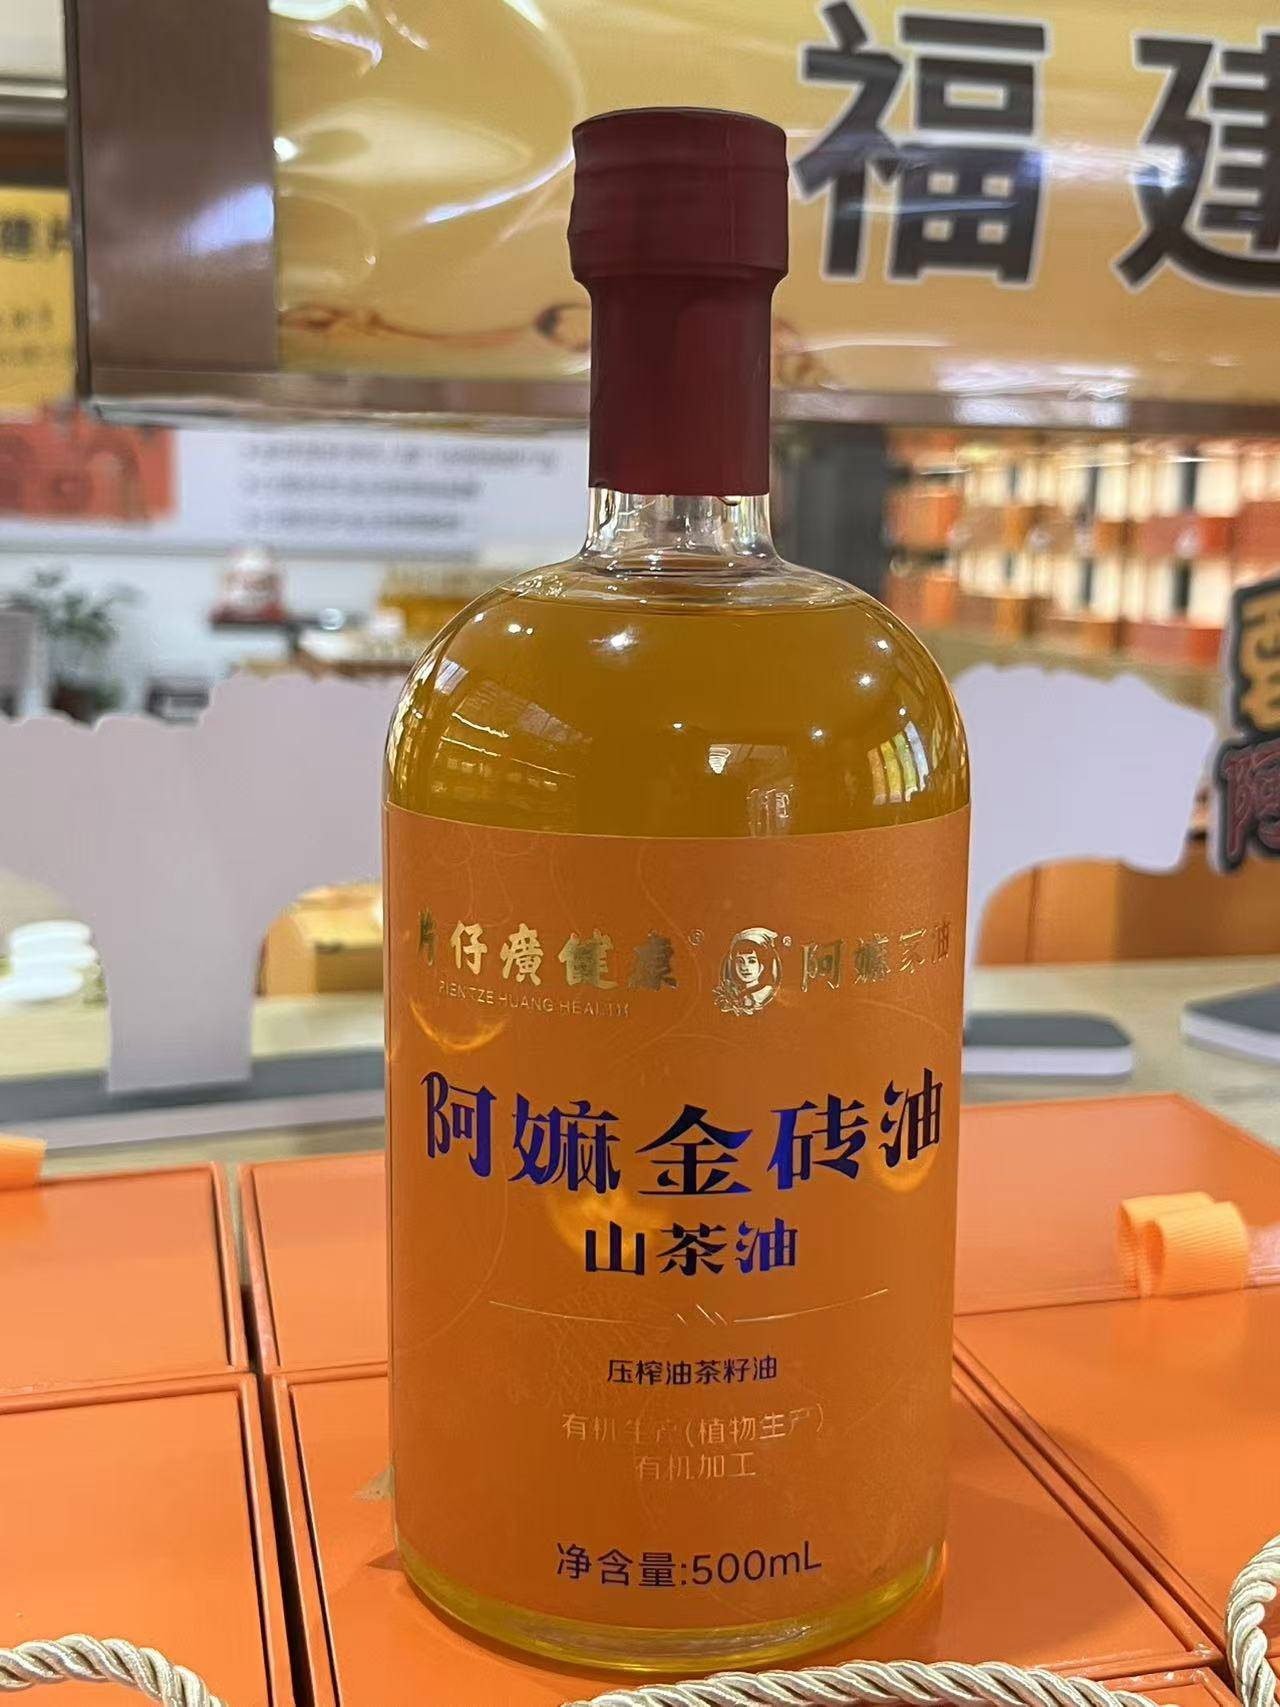 福建
片仔癀健康® ® 阿嫲家油
PIENTZE HUANG HEALTH
阿嫲金砖油
山茶油
压榨油茶籽油
有机生产(植物生产)
有机加工
净含量:500mL